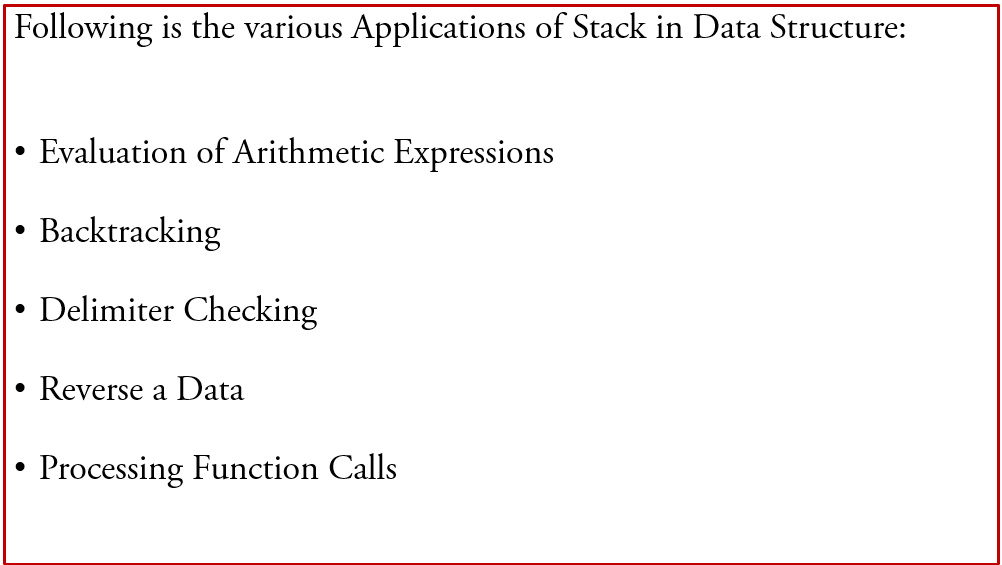 Following is the various Applications of Stack in Data Structure:
• Evaluation of Arithmetic Expressions
• Backtracking
• Delimiter Checking
• Reverse a Data
• Processing Function Calls